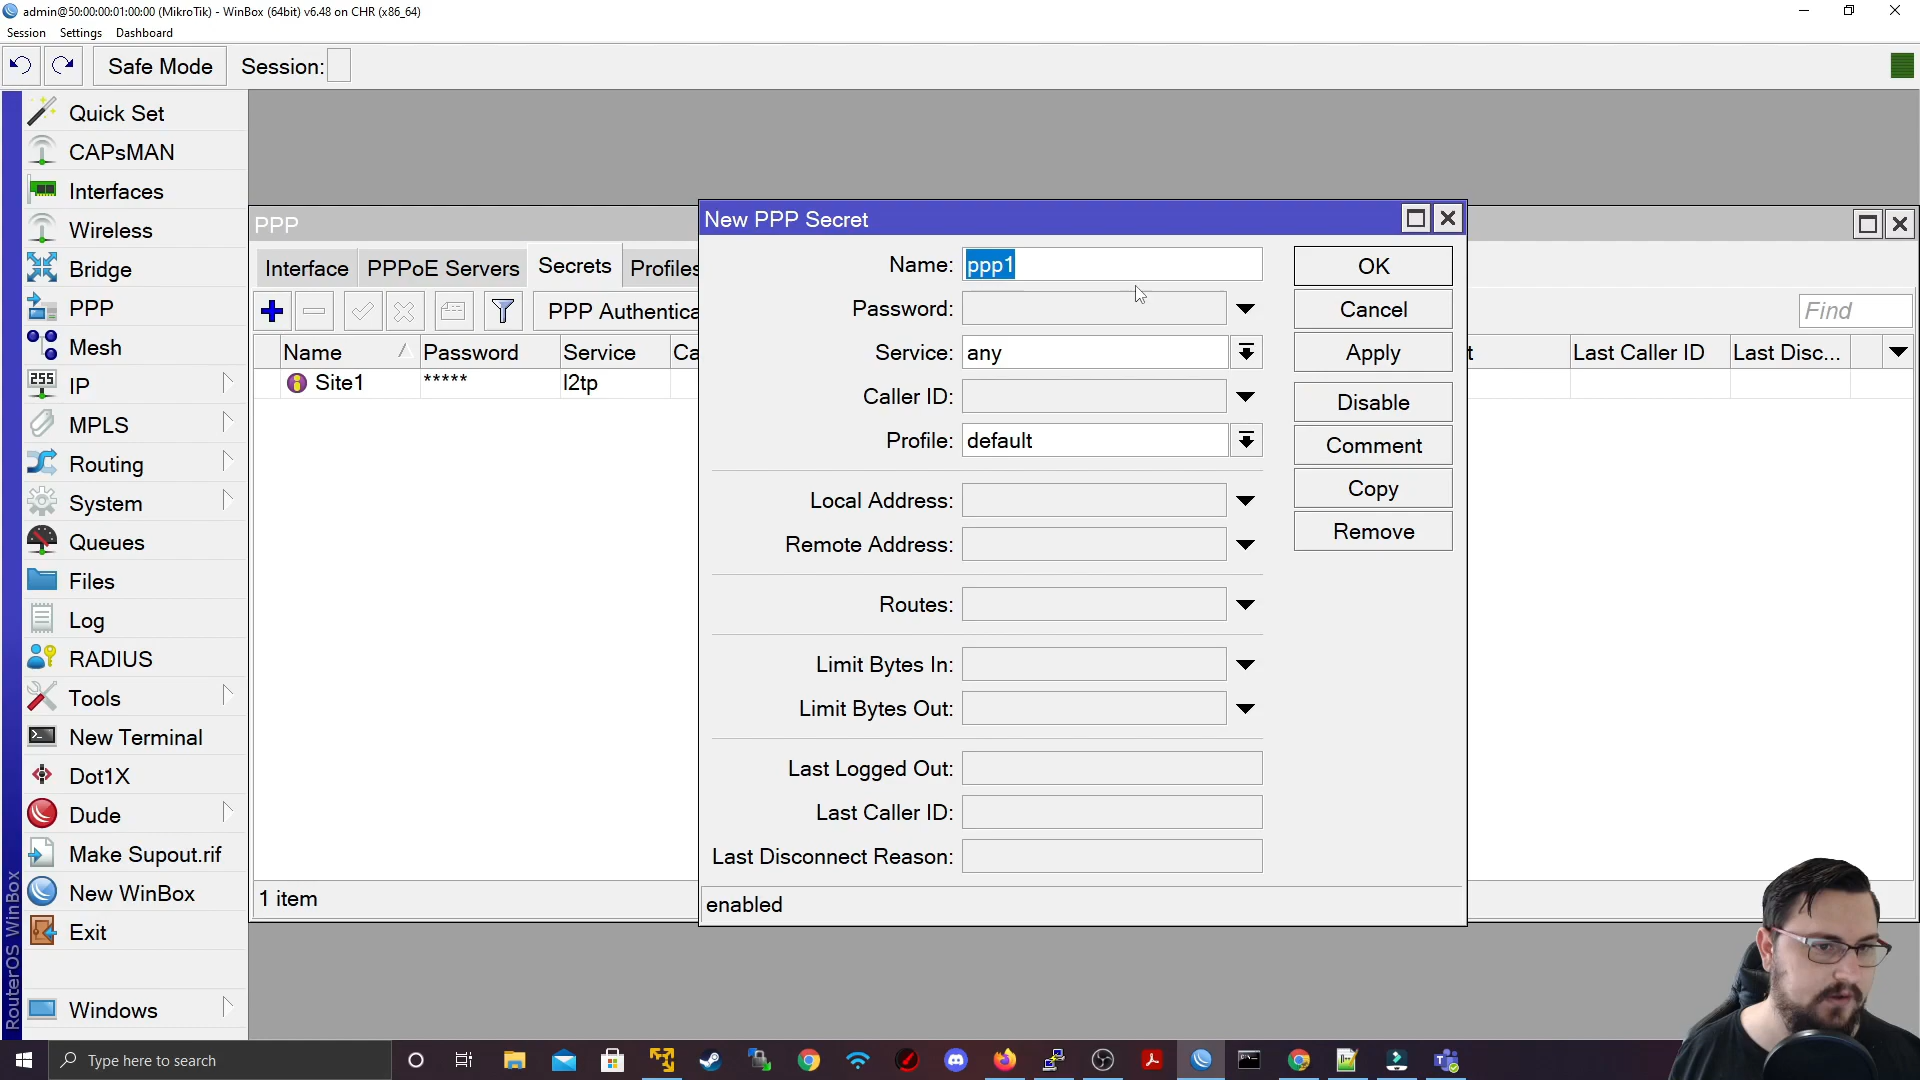 admin@50:00:00:01:00:00 (MikroTik) - WinBox (64bit) v6.48 on CHR (x86_64)
Session Settings Dashboard
Safe Mode Session:
Quick Set
CAPsMAN
Interfaces
Wireless
Bridge
PPP
Mesh
255 IP
MPLS
Routing
System
Queues
Files
Log
RADIUS
Tools
New Terminal
Dot1X
Dude
Make Supout.rif
New WinBox
Exit
Windows
RouterOS WinBox
PPP
Interface PPPoE Servers Secrets Profiles
PPP Authentica
Find
Name Password Service Ca t Last Caller ID Last Disc...
Site1 ***** l2tp
1 item
New PPP Secret
Name: ppp1
Password:
Service: any
Caller ID:
Profile: default
Local Address:
Remote Address:
Routes:
Limit Bytes In:
Limit Bytes Out:
Last Logged Out:
Last Caller ID:
Last Disconnect Reason:
enabled
OK
Cancel
Apply
Disable
Comment
Copy
Remove
Type here to search